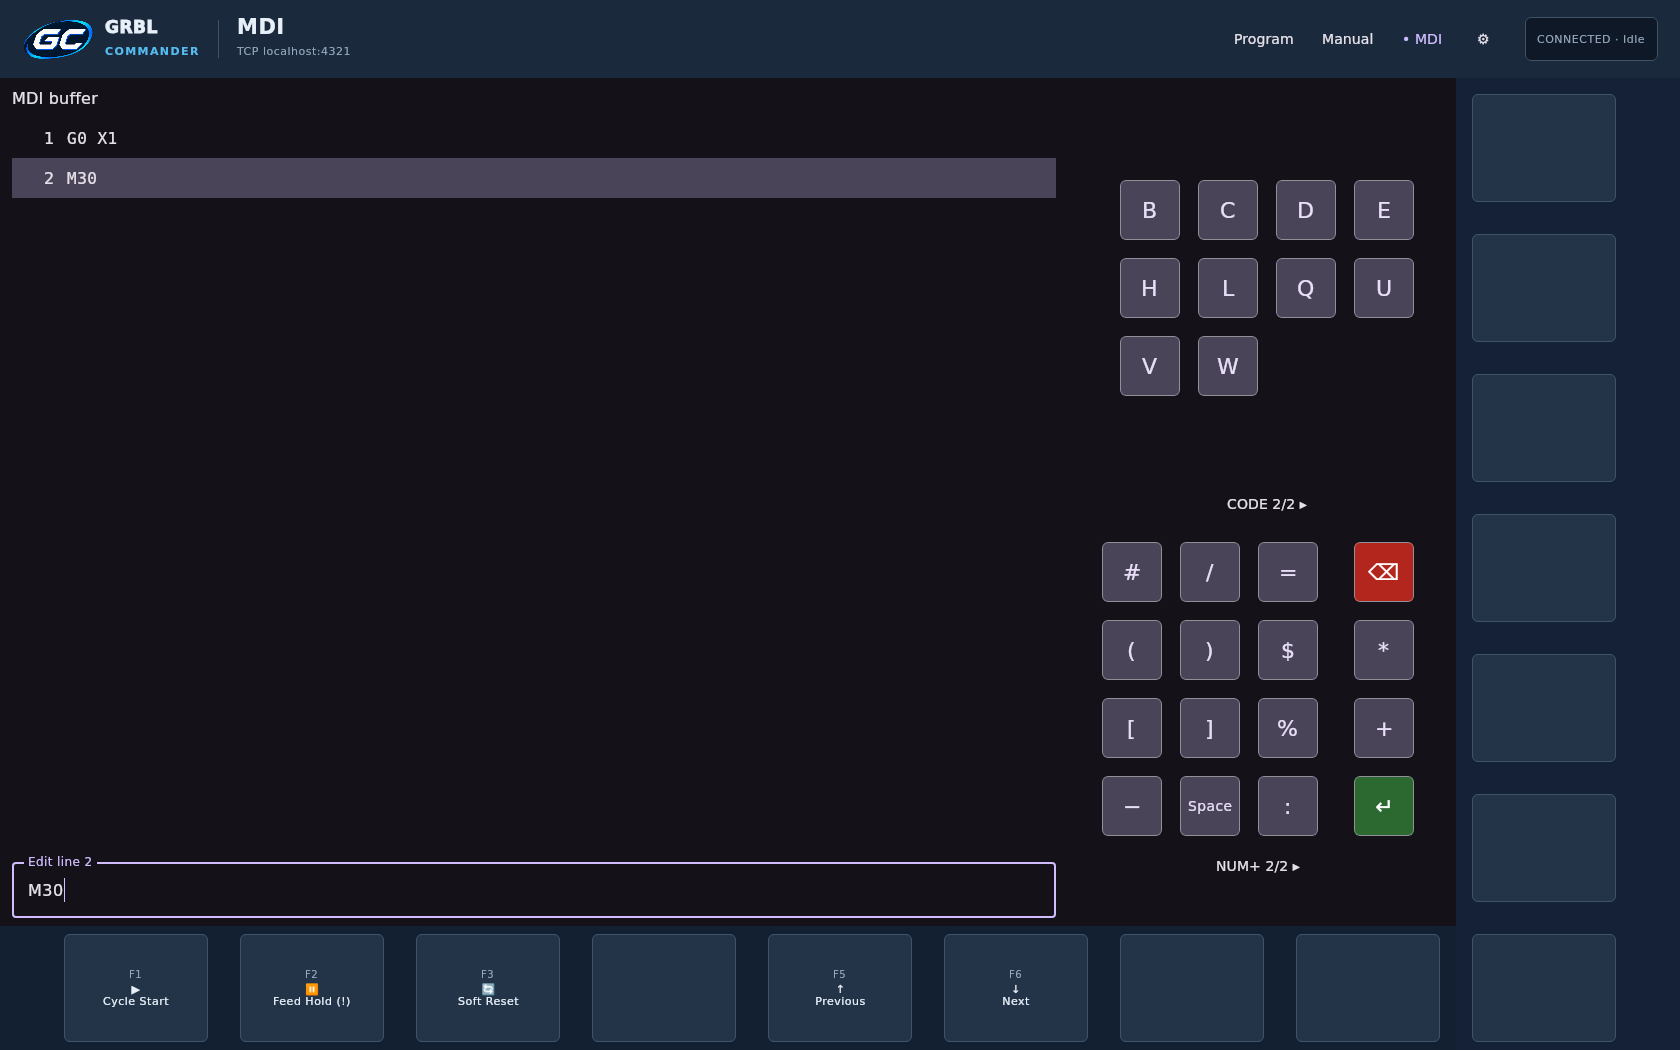 GC GRBL
COMMANDER
MDI
TCP localhost:4321
Program Manual • MDI ⚙ CONNECTED · Idle
MDI buffer
1 G0 X1
2 M30
B C D E
H L Q U
V W
CODE 2/2 ▸
# / = ⌫
( ) $ *
[ ] % +
− Space : ↵
NUM+ 2/2 ▸
Edit line 2
M30
F1
▶
Cycle Start
F2
⏸
Feed Hold (!)
F3
🔄
Soft Reset
F5
↑
Previous
F6
↓
Next